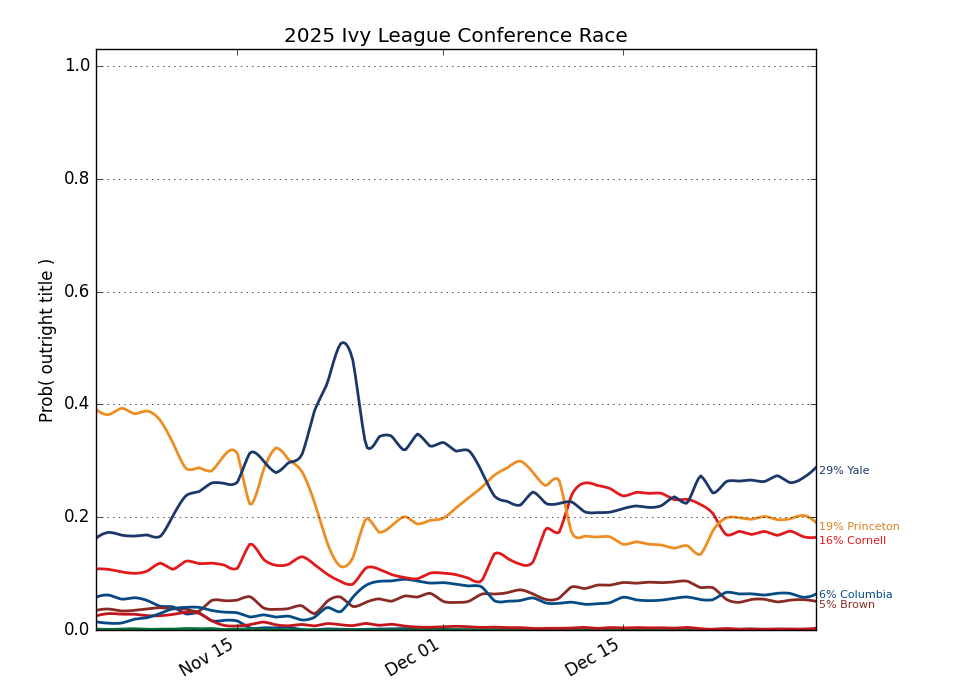 2025 Ivy League Conference Race
Prob( outright title )
1.0
0.8
0.6
0.4
0.2
0.0
Nov 15
Dec 01
Dec 15
29% Yale
19% Princeton
16% Cornell
6% Columbia
5% Brown